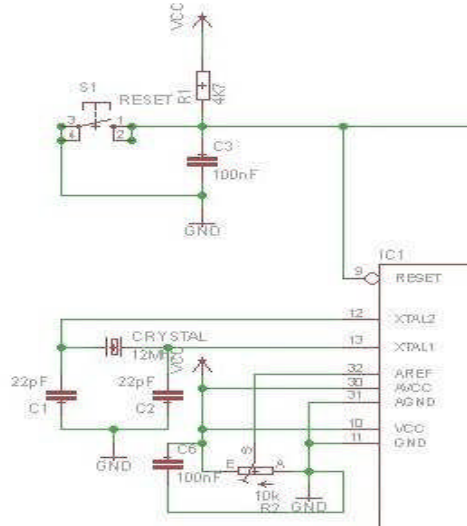 VCC
S1
RESET
R1
4K7
3 1
4 2
C3
100nF
GND
IC1
9 RESET
12 XTAL2
CRYSTAL
12MHz
13 XTAL1
VCC
32 AREF
22pF 22pF
30 AVCC
31 AGND
C1 C2
10 VCC
11 GND
GND
C6
100nF
E S A
10k
R2
GND